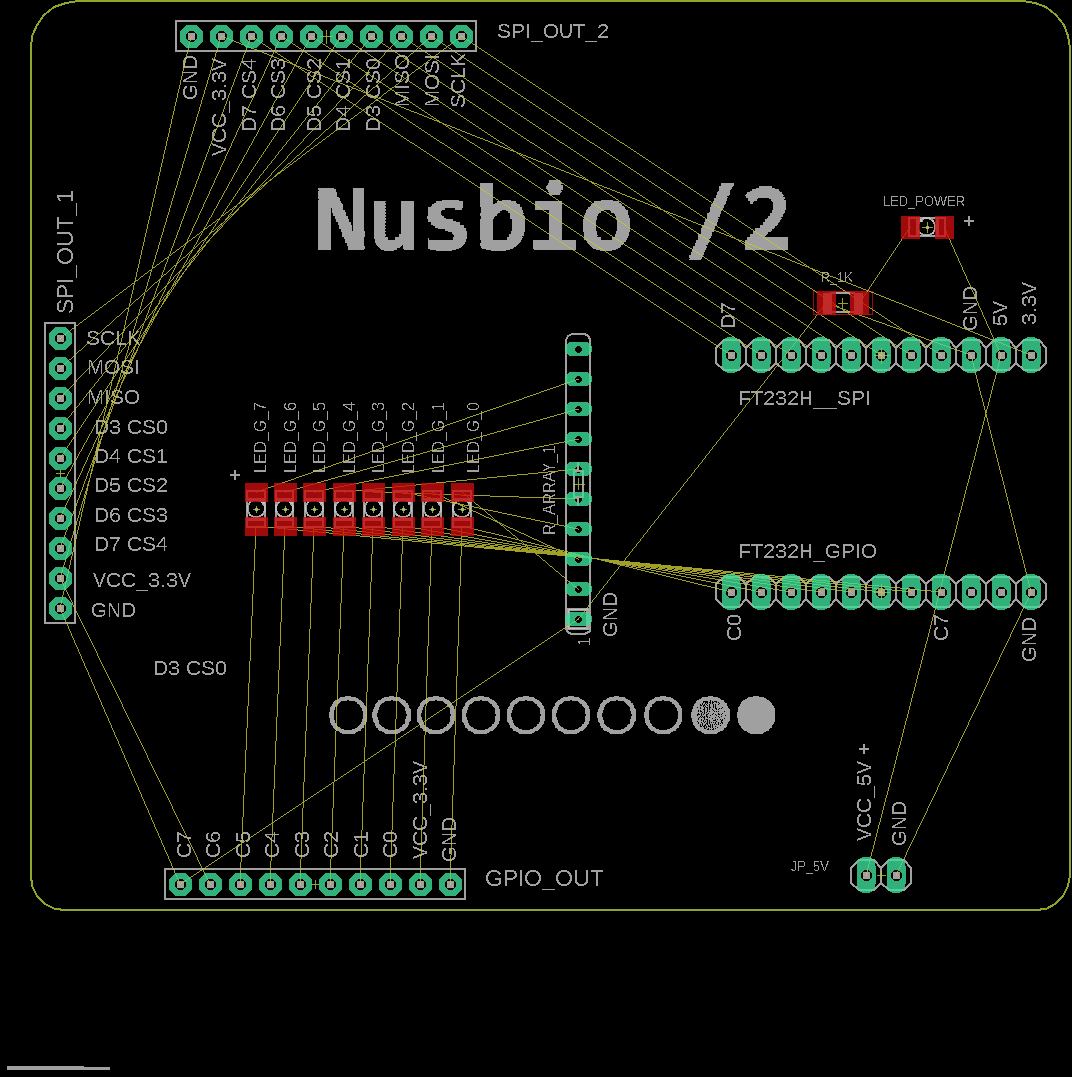 SPI_OUT_2
GND
VCC_3.3V
D7 CS4
D6 CS3
D5 CS2
D4 CS1
D3 CS0
MISO
MOSI
SCLK
Nusbio /2
LED_POWER
+
R_1K
D7
GND
5V
3.3V
FT232H__SPI
SPI_OUT_1
SCLK
MOSI
MISO
D3 CS0
D4 CS1
D5 CS2
D6 CS3
D7 CS4
VCC_3.3V
GND
+
LED_G_7
LED_G_6
LED_G_5
LED_G_4
LED_G_3
LED_G_2
LED_G_1
LED_G_0
R_ARRAY_1
1
GND
FT232H_GPIO
C0
C7
GND
D3 CS0
VCC_5V +
GND
JP_5V
C7
C6
C5
C4
C3
C2
C1
C0
VCC_3.3V
GND
GPIO_OUT